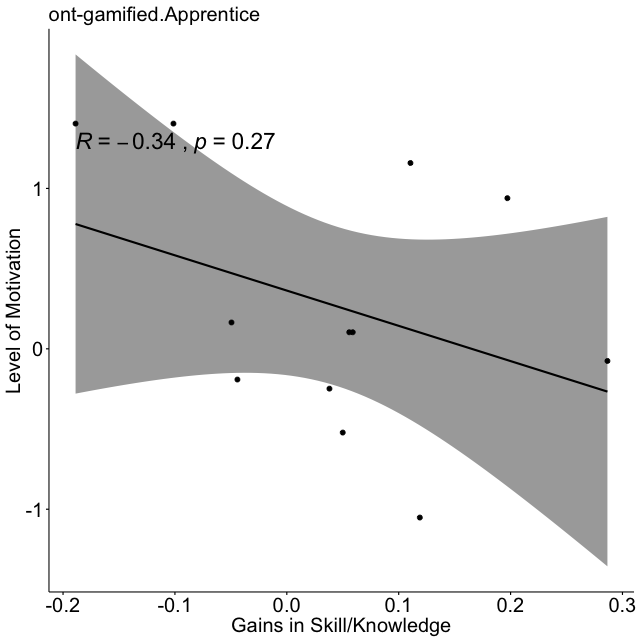 ont-gamified.Apprentice
R = −0.34 , p = 0.27
1
0
-1
Level of Motivation
-0.2 -0.1 0.0 0.1 0.2 0.3
Gains in Skill/Knowledge